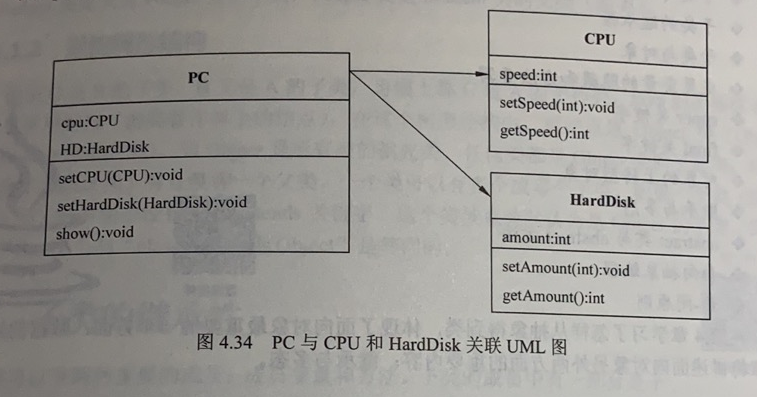 PC
cpu:CPU
HD:HardDisk
setCPU(CPU):void
setHardDisk(HardDisk):void
show():void
CPU
speed:int
setSpeed(int):void
getSpeed():int
HardDisk
amount:int
setAmount(int):void
getAmount():int
图 4.34 PC 与 CPU 和 HardDisk 关联 UML 图